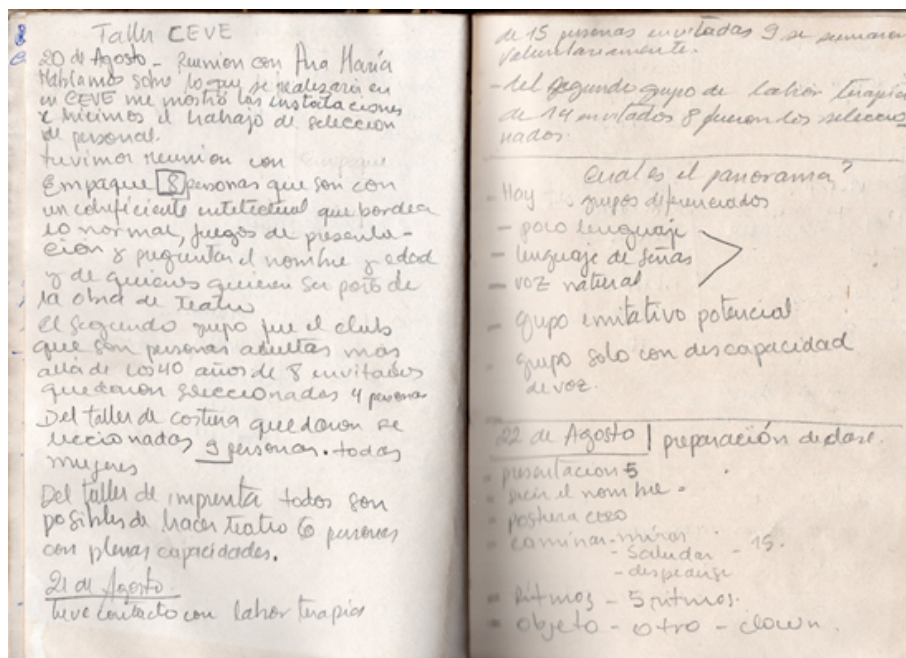 Taller CEVE
20 de Agosto - Reunion con Ana María
Hablamos sobre lo que se realizara en
en CEVE me mostró las instalaciones
e hicimos el trabajo de selección
de personal.
tuvimos reunion con
Empaque 8 personas que son con
un coheficiente intelectual que bordea
lo normal, juegos de presenta-
ción y preguntar el nombre y edad
y de quienes quieren ser parte de
la obra de teatro
El segundo grupo fue el club
que son personas adultas mas
alla de los 40 años de 8 invitados
quedaron seleccionadas 4 personas
Del taller de costura quedaron se
leccionadas 9 personas. todas
mujeres
Del taller de imprenta todos son
posibles de hacer teatro 6 personas
con plenas capacidades.
21 de Agosto.
tuve contacto con labor terapia
de 15 personas invitadas 9 se sumaron
voluntariamente.
- del segundo grupo de labor terapia
de 14 invitados 8 fueron los seleccio
nados.
Cual es el panorama?
- Hay grupos diferenciados
- poco lenguaje
- lenguaje de señas
- voz natural
- grupo emitativo potencial
- grupo solo con discapacidad
de voz.
22 de Agosto | preparación de clase.
- presentacion 5
- decir el nombre -
- postura coro
- caminar - mirar
- saludar - 15.
- despedirse
- Ritmos - 5 ritmos.
- objeto - otro - clown.